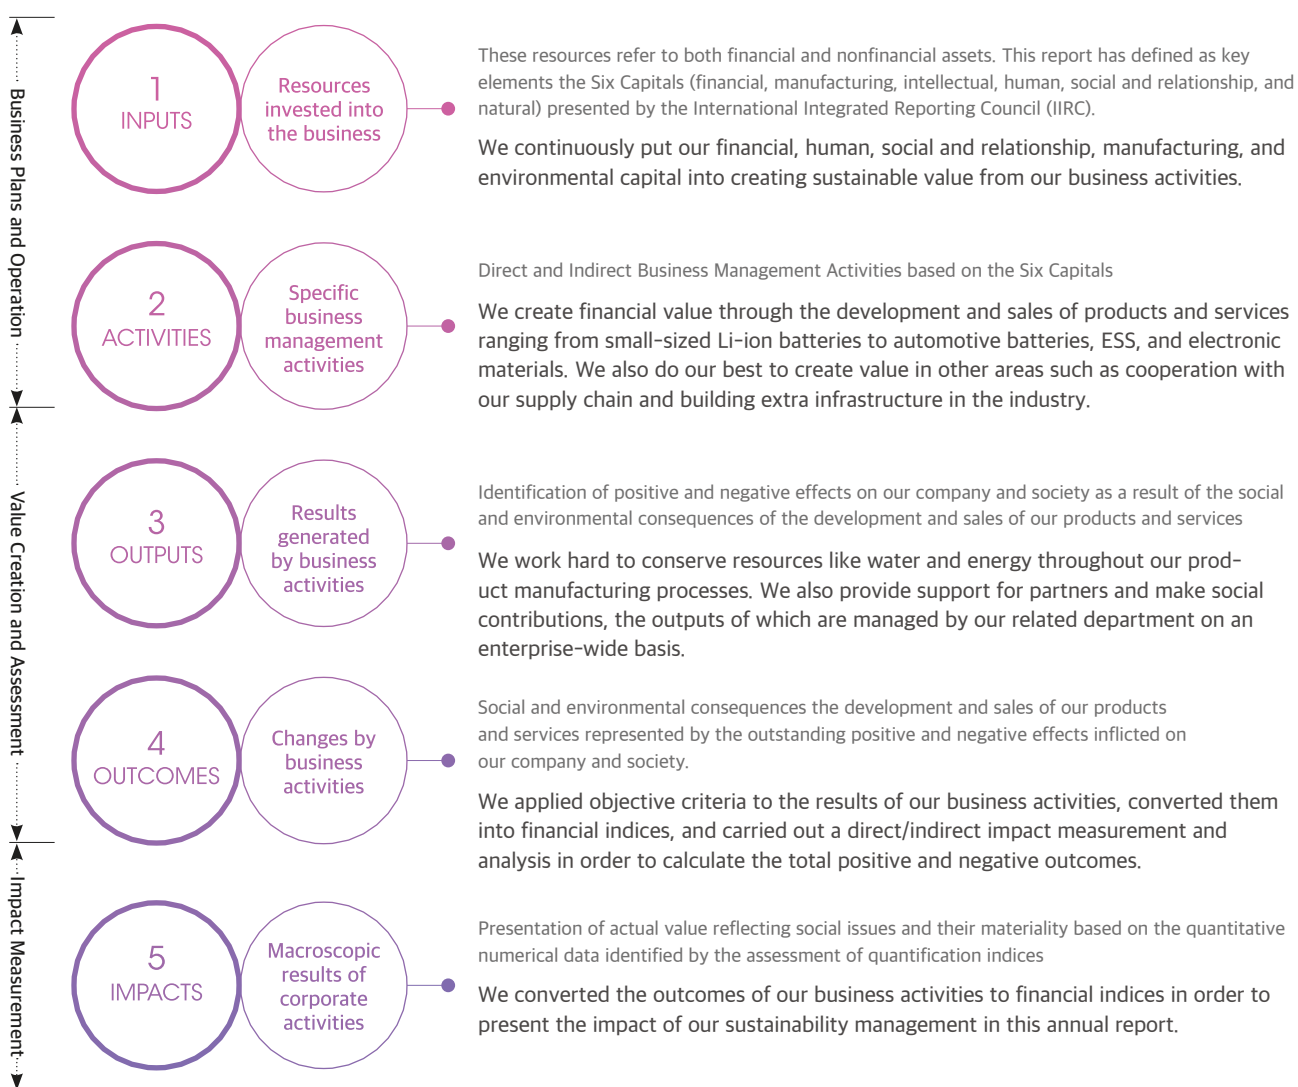 Business Plans and Operation
1
INPUTS
Resources
invested into
the business
These resources refer to both financial and nonfinancial assets. This report has defined as key
elements the Six Capitals (financial, manufacturing, intellectual, human, social and relationship, and
natural) presented by the International Integrated Reporting Council (IIRC).
We continuously put our financial, human, social and relationship, manufacturing, and
environmental capital into creating sustainable value from our business activities.
2
ACTIVITIES
Specific
business
management
activities
Direct and Indirect Business Management Activities based on the Six Capitals
We create financial value through the development and sales of products and services
ranging from small-sized Li-ion batteries to automotive batteries, ESS, and electronic
materials. We also do our best to create value in other areas such as cooperation with
our supply chain and building extra infrastructure in the industry.
Value Creation and Assessment
3
OUTPUTS
Results
generated
by business
activities
Identification of positive and negative effects on our company and society as a result of the social
and environmental consequences of the development and sales of our products and services
We work hard to conserve resources like water and energy throughout our prod-
uct manufacturing processes. We also provide support for partners and make social
contributions, the outputs of which are managed by our related department on an
enterprise-wide basis.
4
OUTCOMES
Changes by
business
activities
Social and environmental consequences the development and sales of our products
and services represented by the outstanding positive and negative effects inflicted on
our company and society.
We applied objective criteria to the results of our business activities, converted them
into financial indices, and carried out a direct/indirect impact measurement and
analysis in order to calculate the total positive and negative outcomes.
Impact Measurement
5
IMPACTS
Macroscopic
results of
corporate
activities
Presentation of actual value reflecting social issues and their materiality based on the quantitative
numerical data identified by the assessment of quantification indices
We converted the outcomes of our business activities to financial indices in order to
present the impact of our sustainability management in this annual report.